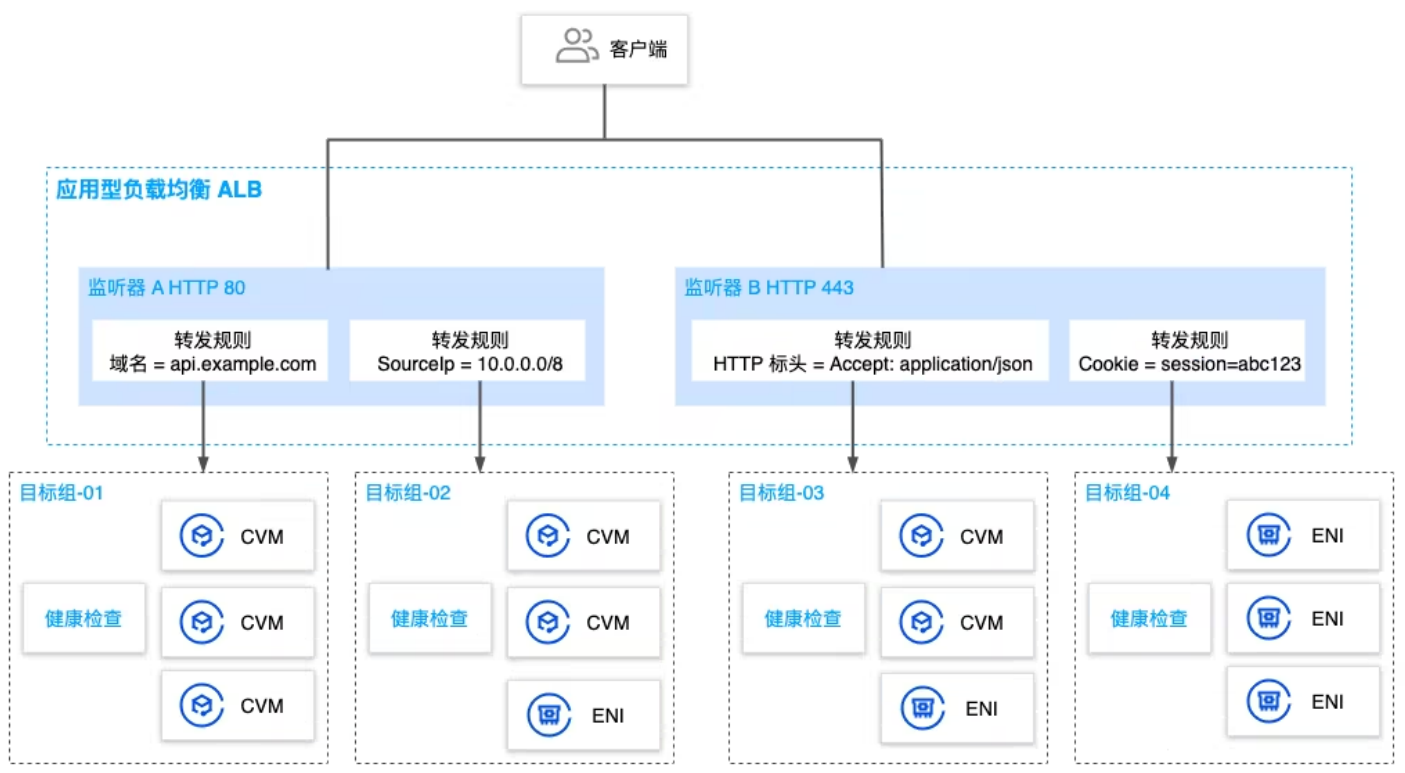 客户端
应用型负载均衡 ALB
监听器 A HTTP 80
转发规则
域名 = api.example.com
转发规则
SourceIp = 10.0.0.0/8
监听器 B HTTP 443
转发规则
HTTP 标头 = Accept: application/json
转发规则
Cookie = session=abc123
目标组-01
健康检查
CVM
CVM
CVM
目标组-02
健康检查
CVM
CVM
ENI
目标组-03
健康检查
CVM
CVM
ENI
目标组-04
健康检查
ENI
ENI
ENI